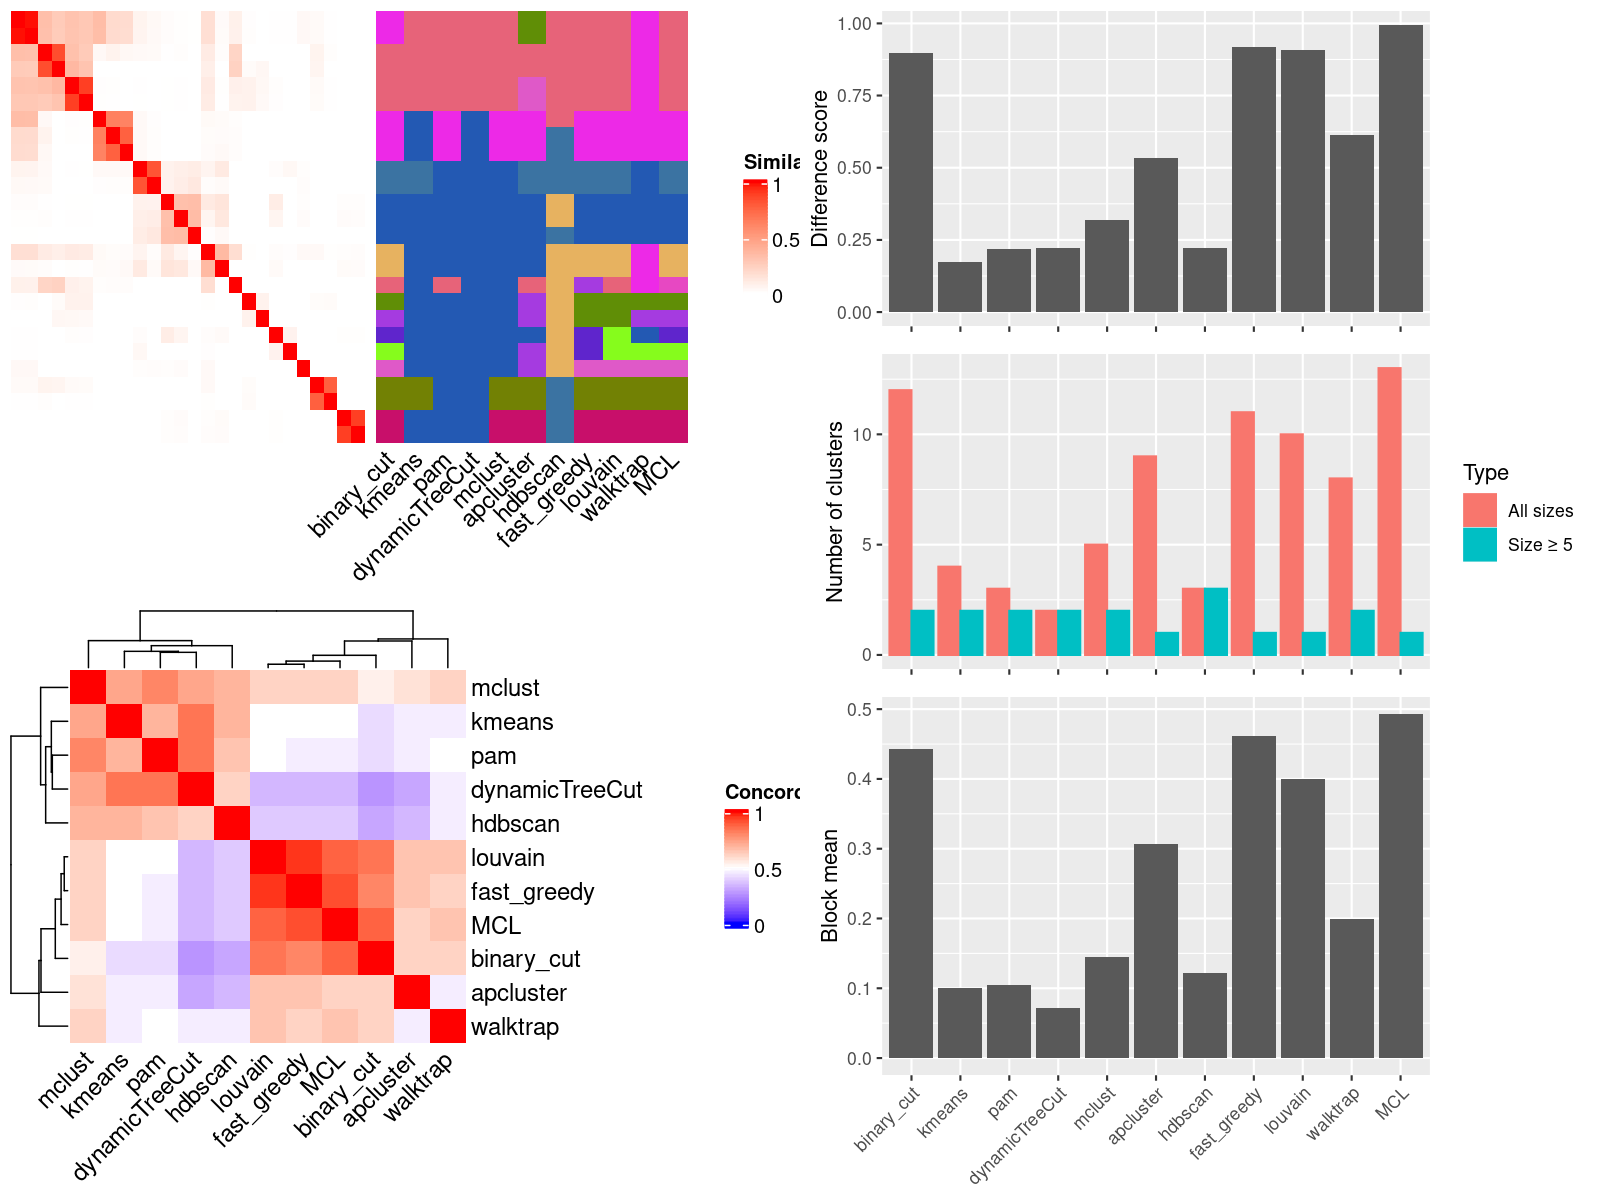 Simila
1
0.5
0
binary_cut
kmeans
pam
dynamicTreeCut
mclust
apcluster
hdbscan
fast_greedy
louvain
walktrap
MCL
mclust
kmeans
pam
dynamicTreeCut
hdbscan
louvain
fast_greedy
MCL
binary_cut
apcluster
walktrap
Concord
1
0.5
0
mclust
kmeans
pam
dynamicTreeCut
hdbscan
louvain
fast_greedy
MCL
binary_cut
apcluster
walktrap
Difference score
1.00
0.75
0.50
0.25
0.00
Number of clusters
10
5
0
Type
All sizes
Size ≥ 5
Block mean
0.5
0.4
0.3
0.2
0.1
0.0
binary_cut
kmeans
pam
dynamicTreeCut
mclust
apcluster
hdbscan
fast_greedy
louvain
walktrap
MCL